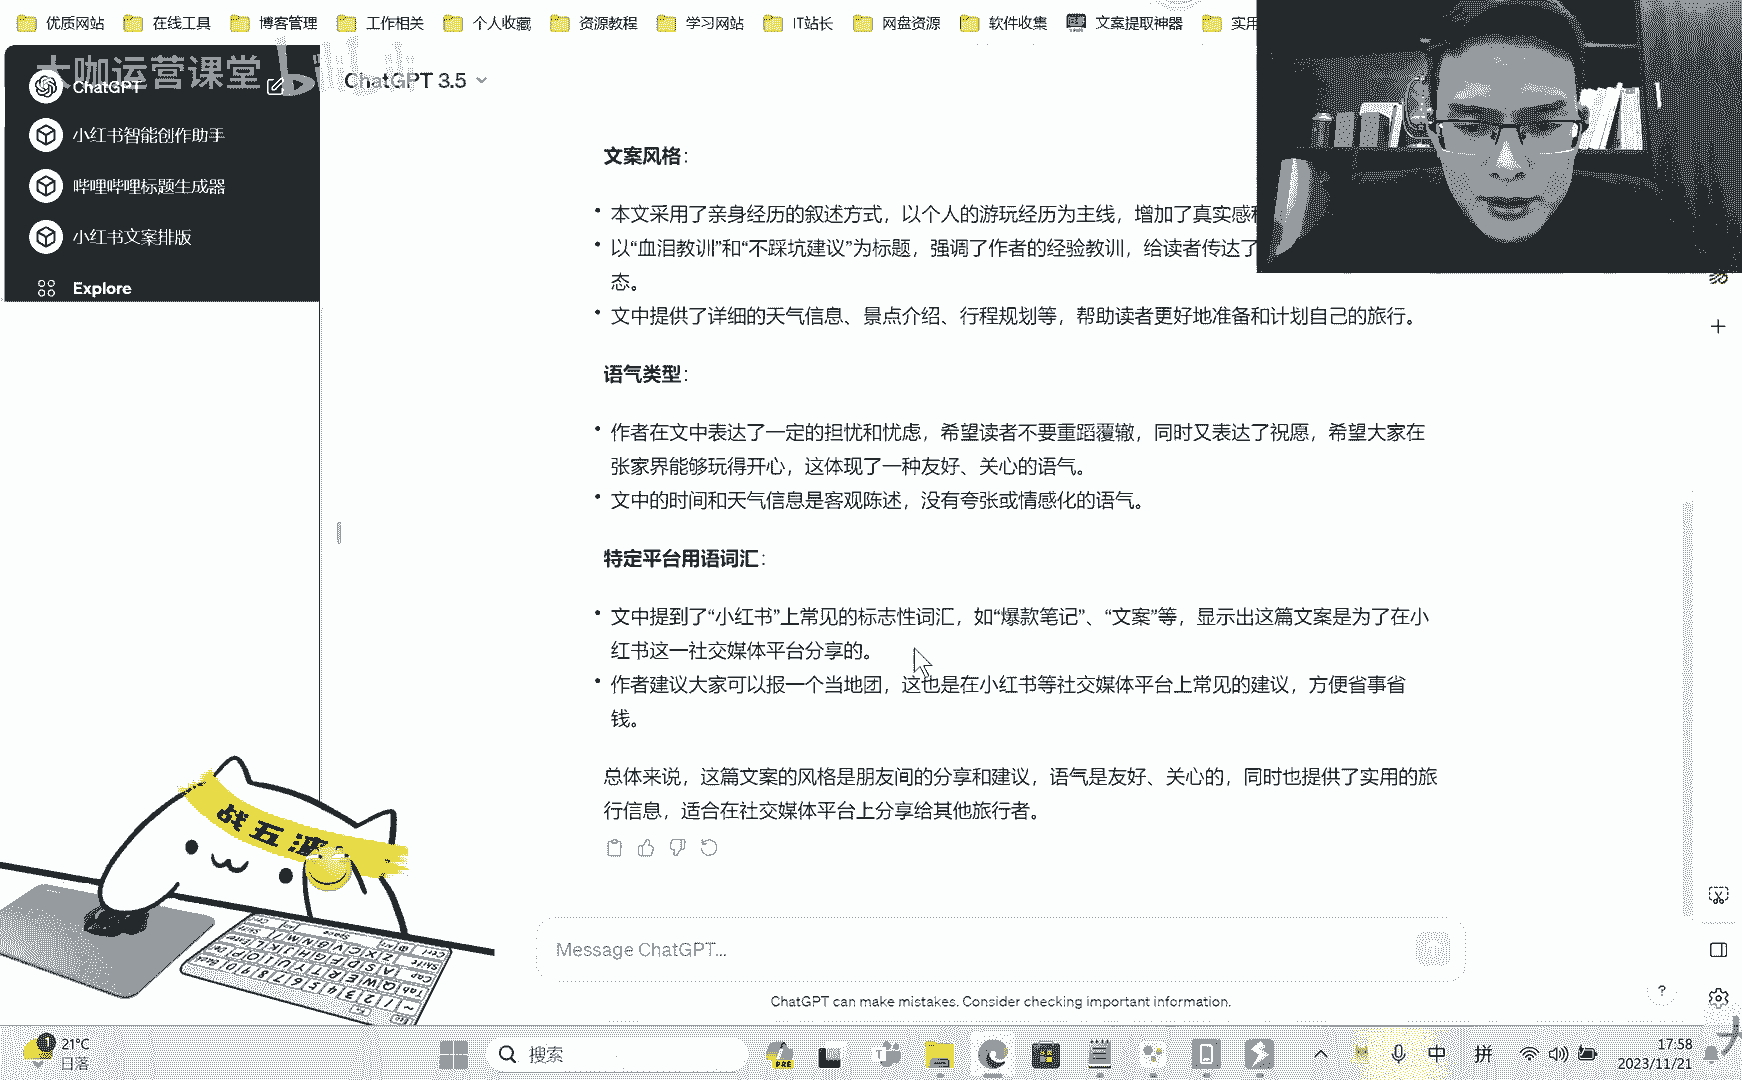 优质网站 在线工具 博客管理 工作相关 个人收藏 资源教程 学习网站 IT站长 网盘资源 软件收集 文案提取神器 实用
大咖运营课堂 bilibili
ChatGPT
ChatGPT 3.5
小红书智能创作助手
哔哩哔哩标题生成器
小红书文案排版
Explore
文案风格：
本文采用了亲身经历的叙述方式，以个人的游玩经历为主线，增加了真实感
以“血泪教训”和“不踩坑建议”为标题，强调了作者的经验教训，给读者传达了
态。
文中提供了详细的天气信息、景点介绍、行程规划等，帮助读者更好地准备和计划自己的旅行。
语气类型：
作者在文中表达了一定的担忧和忧虑，希望读者不要重蹈覆辙，同时又表达了祝愿，希望大家在
张家界能够玩得开心，这体现了一种友好、关心的语气。
文中的时间和天气信息是客观陈述，没有夸张或情感化的语气。
特定平台用语词汇：
文中提到了“小红书”上常见的标志性词汇，如“爆款笔记”、“文案”等，显示出这篇文案是为了在小
红书这一社交媒体平台分享的。
作者建议大家可以报一个当地团，这也是在小红书等社交媒体平台上常见的建议，方便省事省
钱。
总体来说，这篇文案的风格是朋友间的分享和建议，语气是友好、关心的，同时也提供了实用的旅
行信息，适合在社交媒体平台上分享给其他旅行者。
战五渣
Message ChatGPT...
ChatGPT can make mistakes. Consider checking important information.
?
21°C
日落
搜索
PRE
中 拼
17:58
2023/11/21